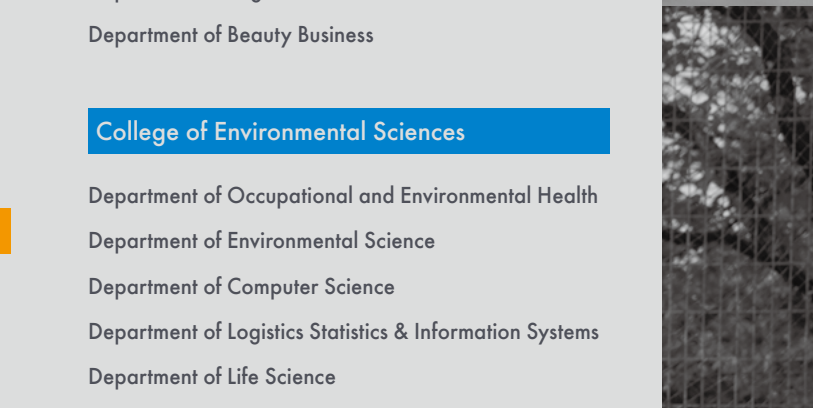 Department of Beauty Business
College of Environmental Sciences
Department of Occupational and Environmental Health
Department of Environmental Science
Department of Computer Science
Department of Logistics Statistics & Information Systems
Department of Life Science